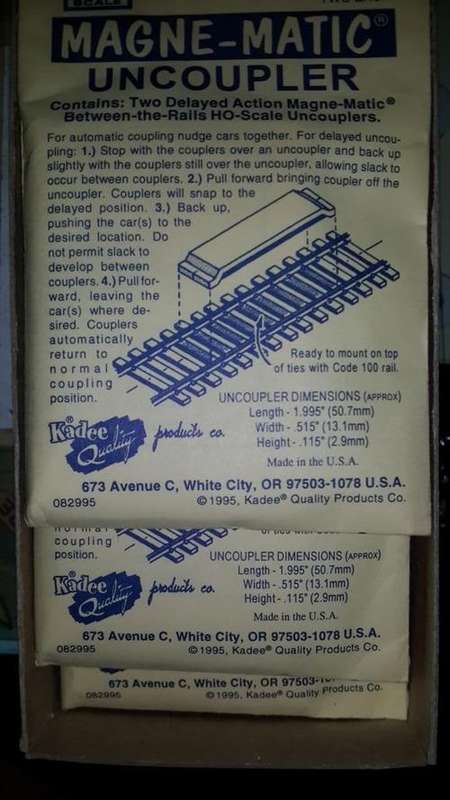 SCALE
MAGNE-MATIC®
UNCOUPLER
Contains: Two Delayed Action Magne-Matic®
Between-the-Rails HO-Scale Uncouplers.
For automatic coupling nudge cars together. For delayed uncou-
pling: 1.) Stop with the couplers over an uncoupler and back up
slightly with the couplers still over the uncoupler, allowing slack to
occur between couplers. 2.) Pull forward bringing coupler off the
uncoupler. Couplers will snap to the
delayed position. 3.) Back up,
pushing the car(s) to the
desired location. Do
not permit slack to
develop between
couplers. 4.) Pull for-
ward, leaving the
car(s) where de-
sired. Couplers
automatically
return to
normal
coupling
position.
Ready to mount on top
of ties with Code 100 rail.
UNCOUPLER DIMENSIONS (APPROX)
Length - 1.995" (50.7mm)
Width - .515" (13.1mm)
Height - .115" (2.9mm)
Made in the U.S.A.
Kadee® Quality products co.
673 Avenue C, White City, OR 97503-1078 U.S.A.
082995 ©1995, Kadee® Quality Products Co.
normal
coupling
position.
UNCOUPLER DIMENSIONS (APPROX)
Length - 1.995" (50.7mm)
Width - .515" (13.1mm)
Height - .115" (2.9mm)
Made in the U.S.A.
Kadee® Quality products co.
673 Avenue C, White City, OR 97503-1078 U.S.A.
082995 ©1995, Kadee® Quality Products Co.
673 Avenue C, White City, OR 97503-
082995 ©1995, Kadee® Quality Products Co.